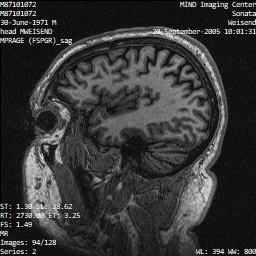 M87101072
M87101072
30-June-1971 M
head MWEISEND
MPRAGE (FSPGR)_sag
MIND Imaging Center
Sonata
Weisend
20-September-2005 10:01:31
ST: 1.30 SL: 38.62
RT: 2730.00 ET: 3.25
FS: 1.49
MR
Images: 94/128
Series: 2
WL: 394 WW: 800